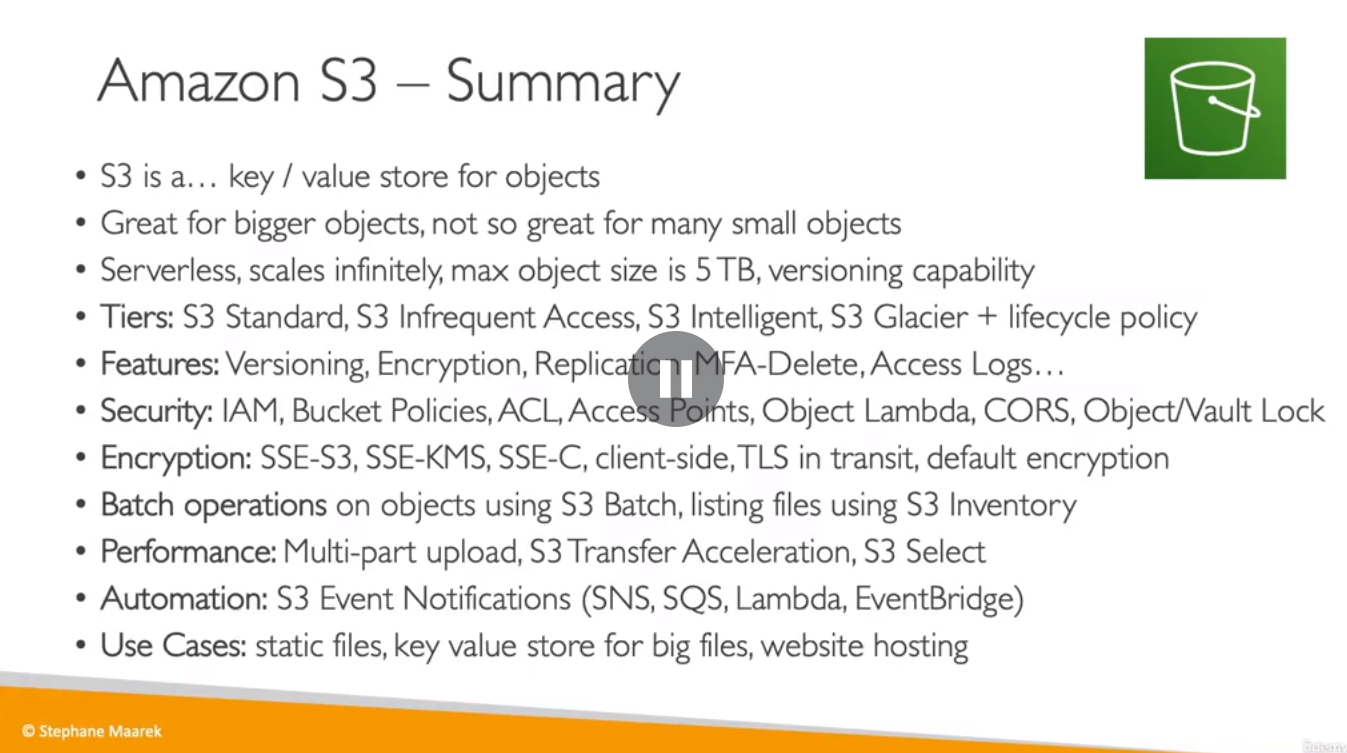 Amazon S3 – Summary
• S3 is a… key / value store for objects
• Great for bigger objects, not so great for many small objects
• Serverless, scales infinitely, max object size is 5 TB, versioning capability
• Tiers: S3 Standard, S3 Infrequent Access, S3 Intelligent, S3 Glacier + lifecycle policy
• Features: Versioning, Encryption, Replication, MFA-Delete, Access Logs…
• Security: IAM, Bucket Policies, ACL, Access Points, Object Lambda, CORS, Object/Vault Lock
• Encryption: SSE-S3, SSE-KMS, SSE-C, client-side, TLS in transit, default encryption
• Batch operations on objects using S3 Batch, listing files using S3 Inventory
• Performance: Multi-part upload, S3 Transfer Acceleration, S3 Select
• Automation: S3 Event Notifications (SNS, SQS, Lambda, EventBridge)
• Use Cases: static files, key value store for big files, website hosting
© Stephane Maarek